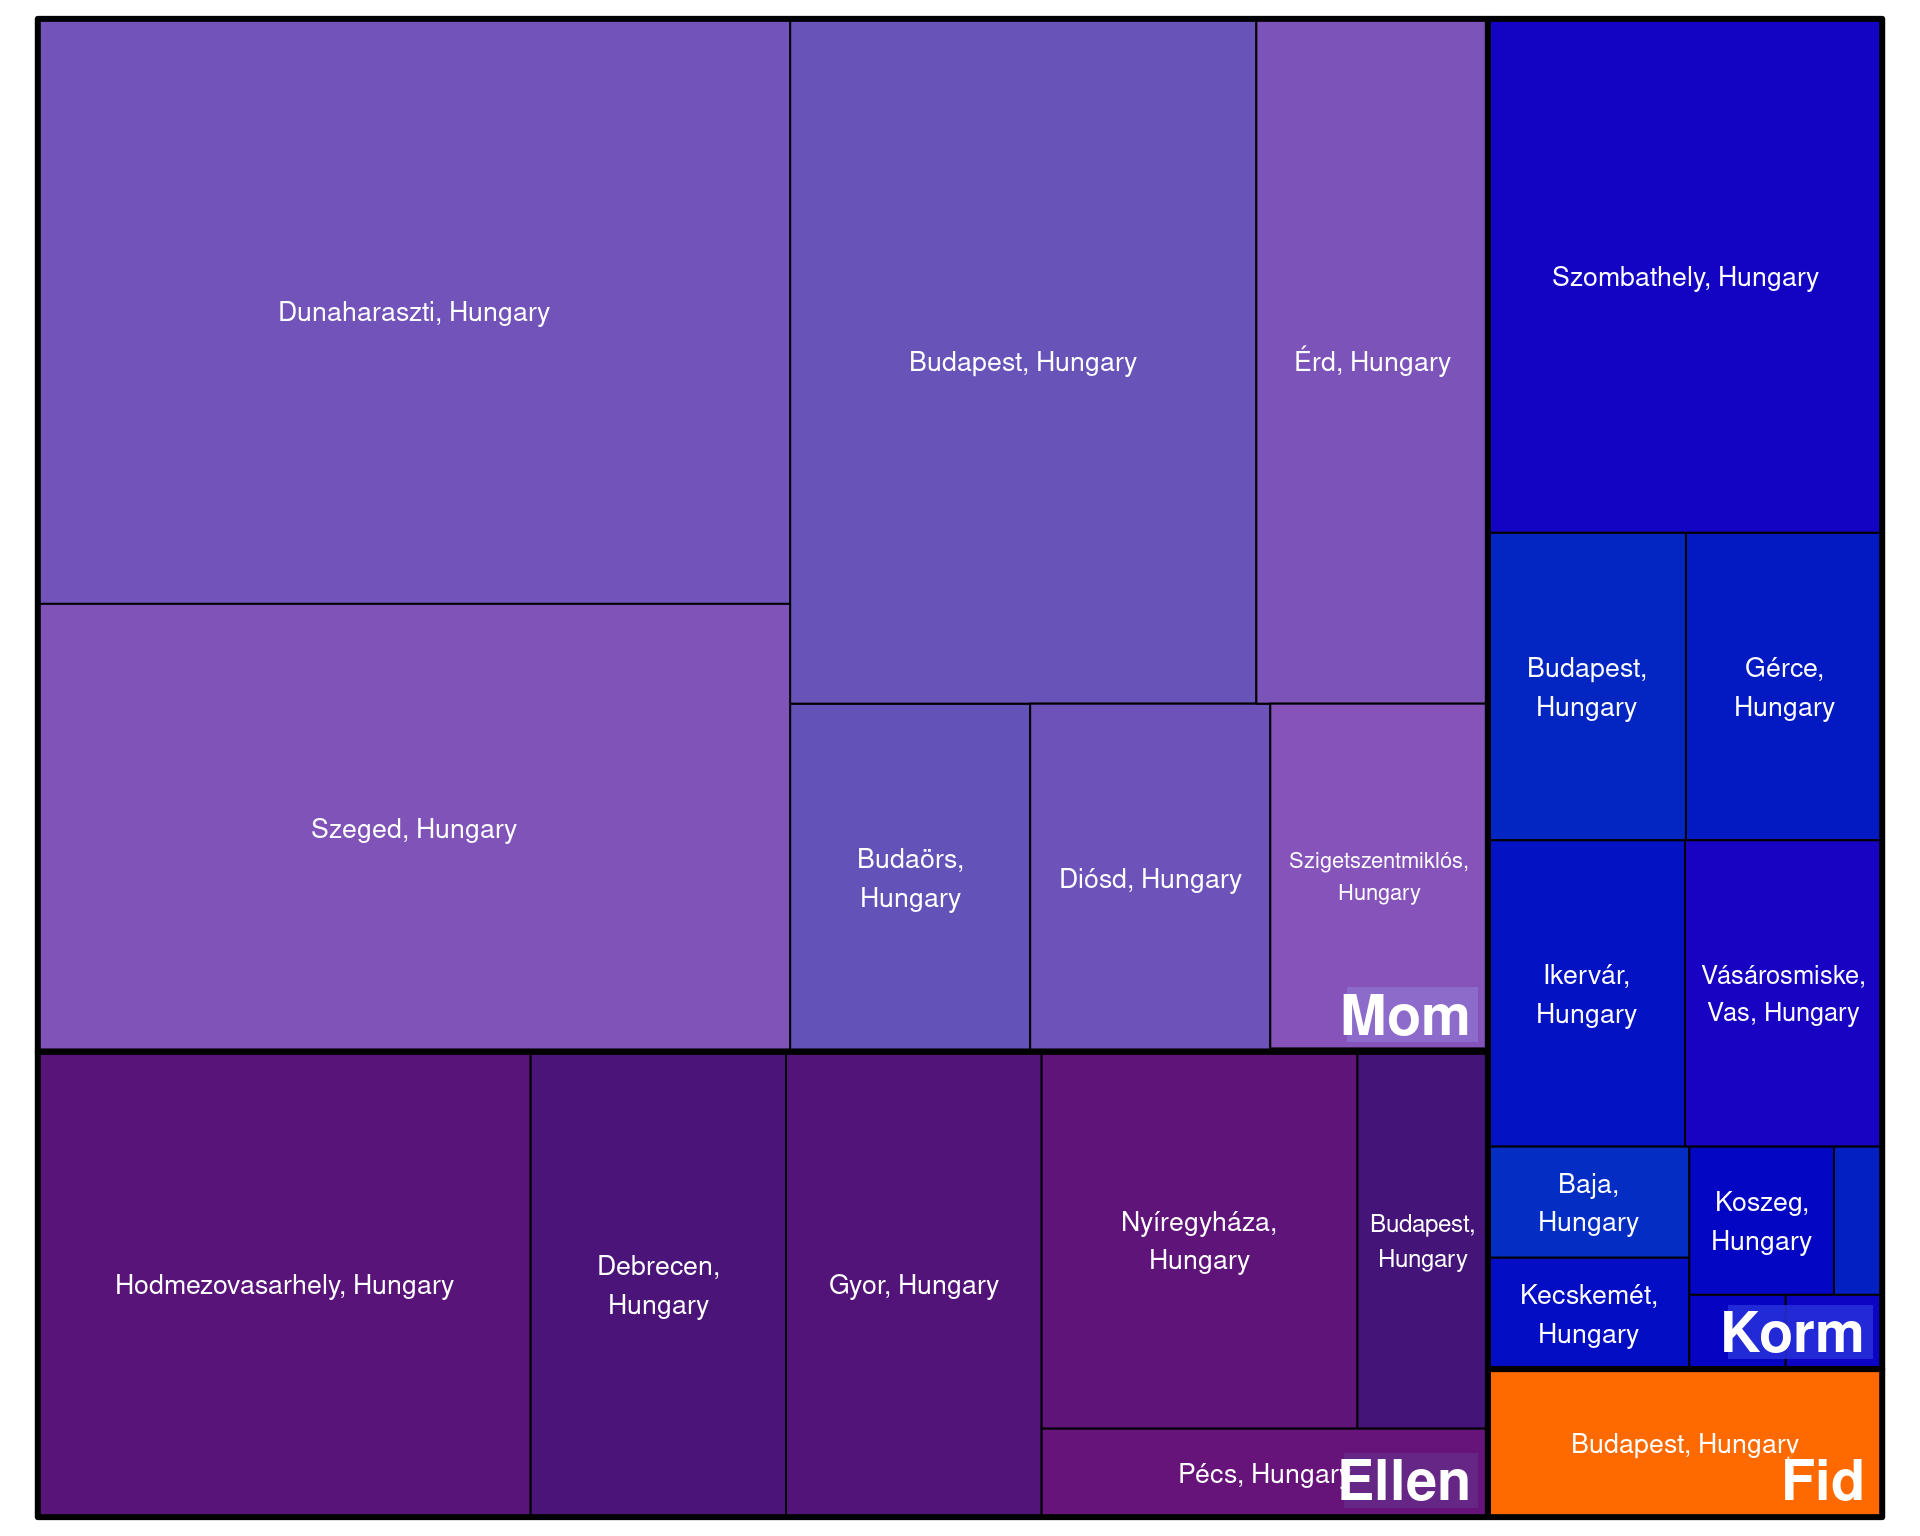 Dunaharaszti, Hungary
Budapest, Hungary
Érd, Hungary
Szeged, Hungary
Budaörs,
Hungary
Diósd, Hungary
Szigetszentmiklós,
Hungary
Mom
Hodmezovasarhely, Hungary
Debrecen,
Hungary
Gyor, Hungary
Nyíregyháza,
Hungary
Budapest,
Hungary
Pécs, Hungary
Ellen
Szombathely, Hungary
Budapest,
Hungary
Gérce,
Hungary
Ikervár,
Hungary
Vásárosmiske,
Vas, Hungary
Baja,
Hungary
Koszeg,
Hungary
Kecskemét,
Hungary
Korm
Budapest, Hungary
Fid